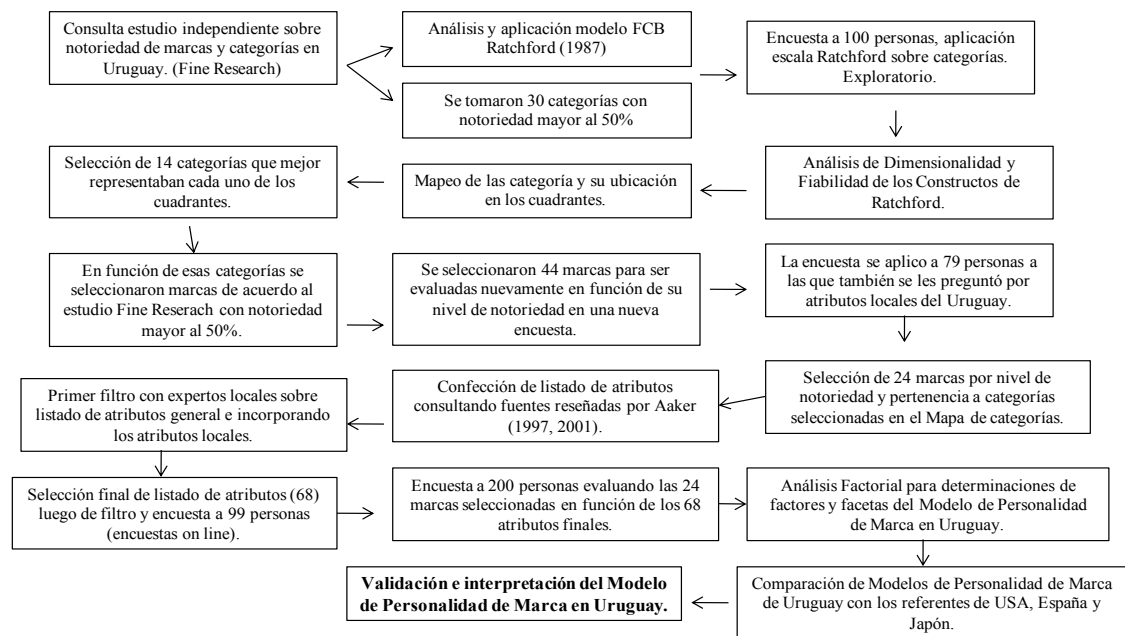 Consulta estudio independiente sobre
notoriedad de marcas y categorías en
Uruguay. (Fine Research)
Análisis y aplicación modelo FCB
Ratchford (1987)
Se tomaron 30 categorías con
notoriedad mayor al 50%
Encuesta a 100 personas, aplicación
escala Ratchford sobre categorías.
Exploratorio.
Análisis de Dimensionalidad y
Fiabilidad de los Constructos de
Ratchford.
Mapeo de las categoría y su ubicación
en los cuadrantes.
Selección de 14 categorías que mejor
representaban cada uno de los
cuadrantes.
En función de esas categorías se
seleccionaron marcas de acuerdo al
estudio Fine Reserach con notoriedad
mayor al 50%.
Se seleccionaron 44 marcas para ser
evaluadas nuevamente en función de su
nivel de notoriedad en una nueva
encuesta.
La encuesta se aplico a 79 personas a
las que también se les preguntó por
atributos locales del Uruguay.
Selección de 24 marcas por nivel de
notoriedad y pertenencia a categorías
seleccionadas en el Mapa de categorías.
Confección de listado de atributos
consultando fuentes reseñadas por Aaker
(1997, 2001).
Primer filtro con expertos locales sobre
listado de atributos general e incorporando
los atributos locales.
Selección final de listado de atributos (68)
luego de filtro y encuesta a 99 personas
(encuestas on line).
Encuesta a 200 personas evaluando las 24
marcas seleccionadas en función de los 68
atributos finales.
Análisis Factorial para determinaciones de
factores y facetas del Modelo de Personalidad
de Marca en Uruguay.
Comparación de Modelos de Personalidad de Marca
de Uruguay con los referentes de USA, España y
Japón.
Validación e interpretación del Modelo
de Personalidad de Marca en Uruguay.